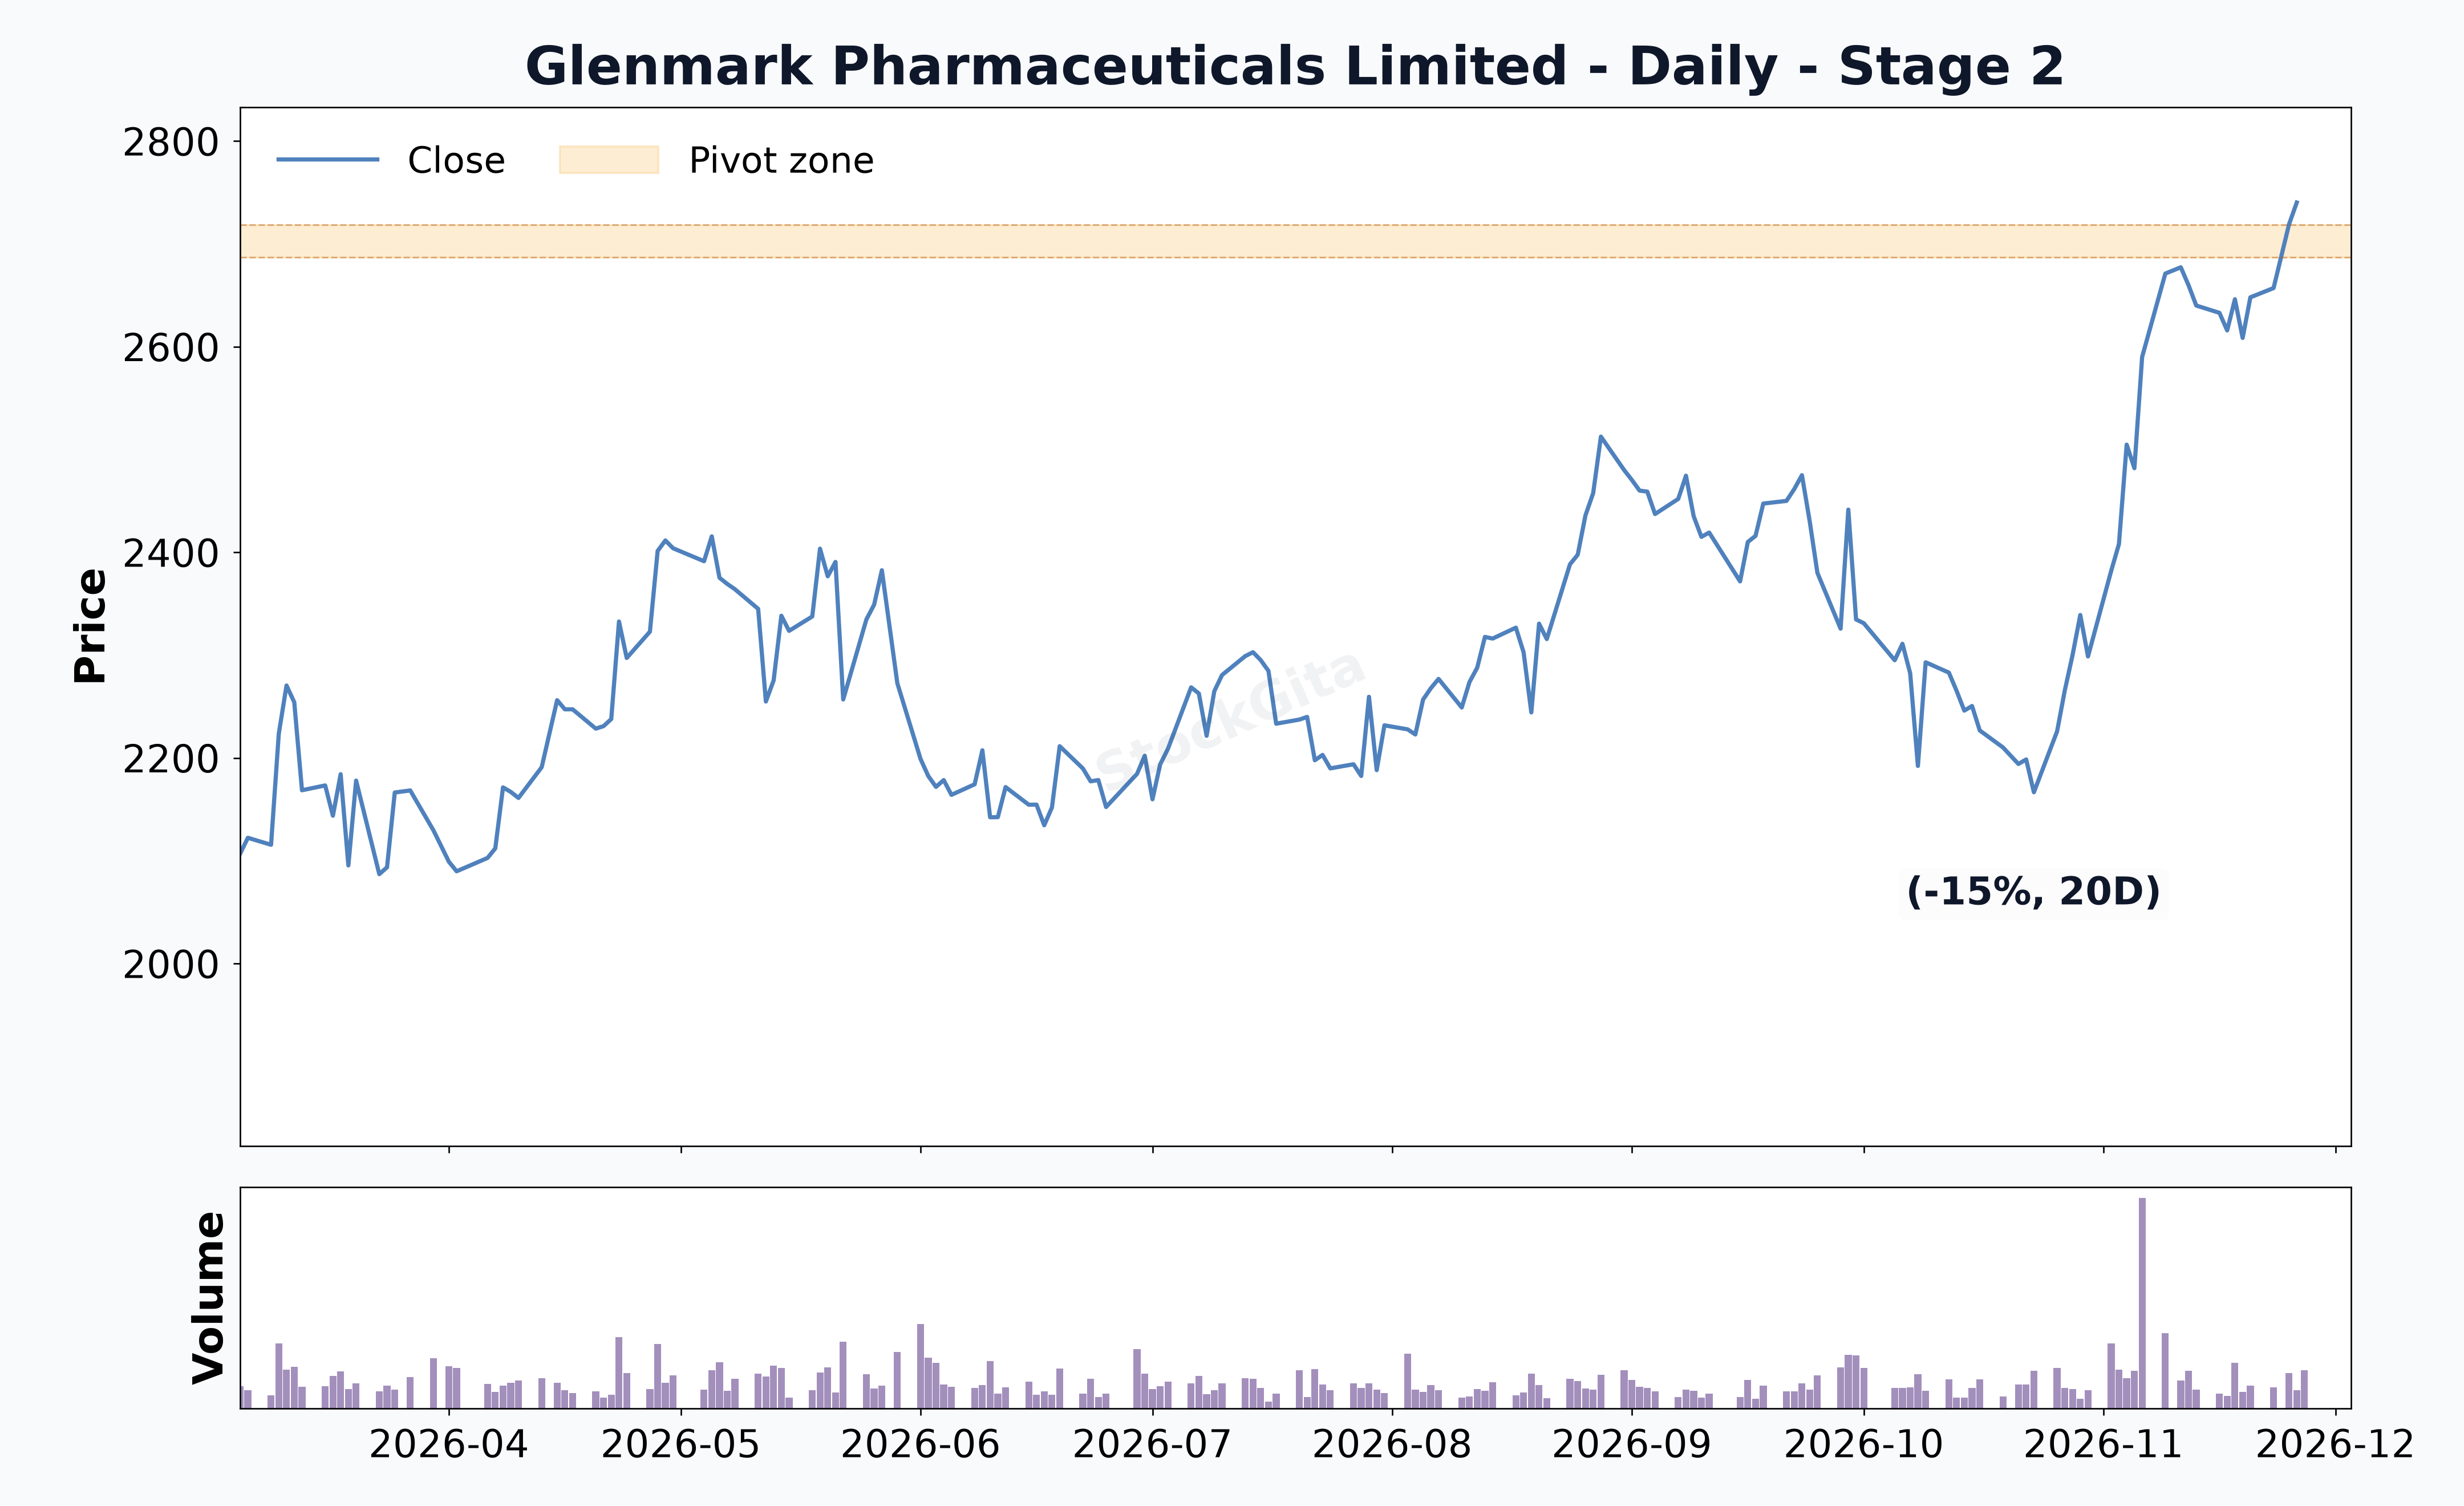 Glenmark Pharmaceuticals Limited - Daily - Stage 2
Close
Pivot zone
2800
2600
2400
2200
2000
Price
StockGita
(-15%, 20D)
Volume
2026-04
2026-05
2026-06
2026-07
2026-08
2026-09
2026-10
2026-11
2026-12